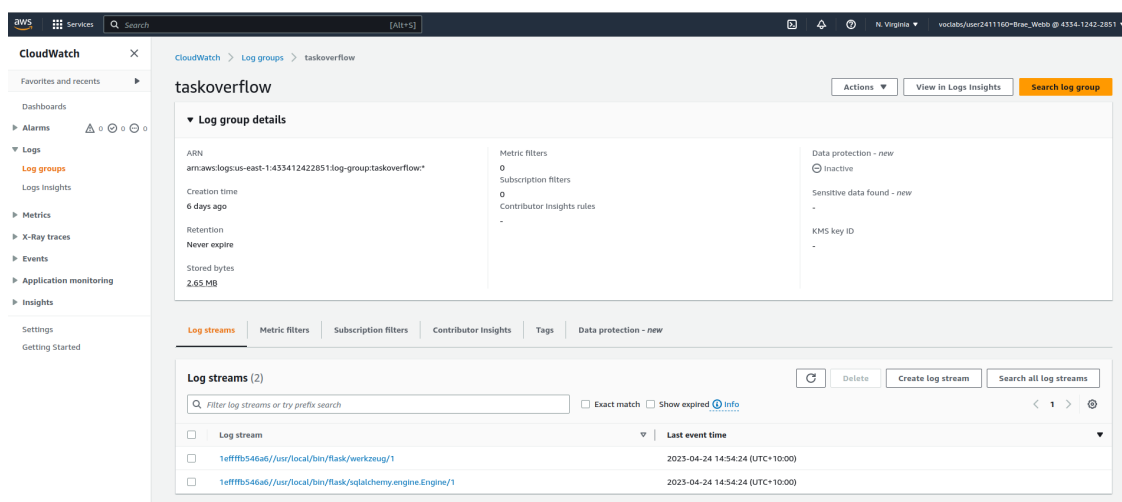 aws Services Search [Alt+S] N. Virginia voclabs/user2411160=Brae_Webb @ 4334-1242-2851
CloudWatch
Favorites and recents
Dashboards
Alarms 0 0 0
Logs
Log groups
Logs Insights
Metrics
X-Ray traces
Events
Application monitoring
Insights
Settings
Getting Started
CloudWatch > Log groups > taskoverflow
taskoverflow
Actions View in Logs Insights Search log group
Log group details
ARN
arn:aws:logs:us-east-1:433412422851:log-group:taskoverflow:*
Creation time
6 days ago
Retention
Never expire
Stored bytes
2.65 MB
Metric filters
0
Subscription filters
0
Contributor Insights rules
-
Data protection - new
Inactive
Sensitive data found - new
-
KMS key ID
-
Log streams Metric filters Subscription filters Contributor Insights Tags Data protection - new
Log streams (2)
Delete Create log stream Search all log streams
Filter log streams or try prefix search Exact match Show expired Info 1
Log stream Last event time
1effffb546a6//usr/local/bin/flask/werkzeug/1 2023-04-24 14:54:24 (UTC+10:00)
1effffb546a6//usr/local/bin/flask/sqlalchemy.engine.Engine/1 2023-04-24 14:54:24 (UTC+10:00)